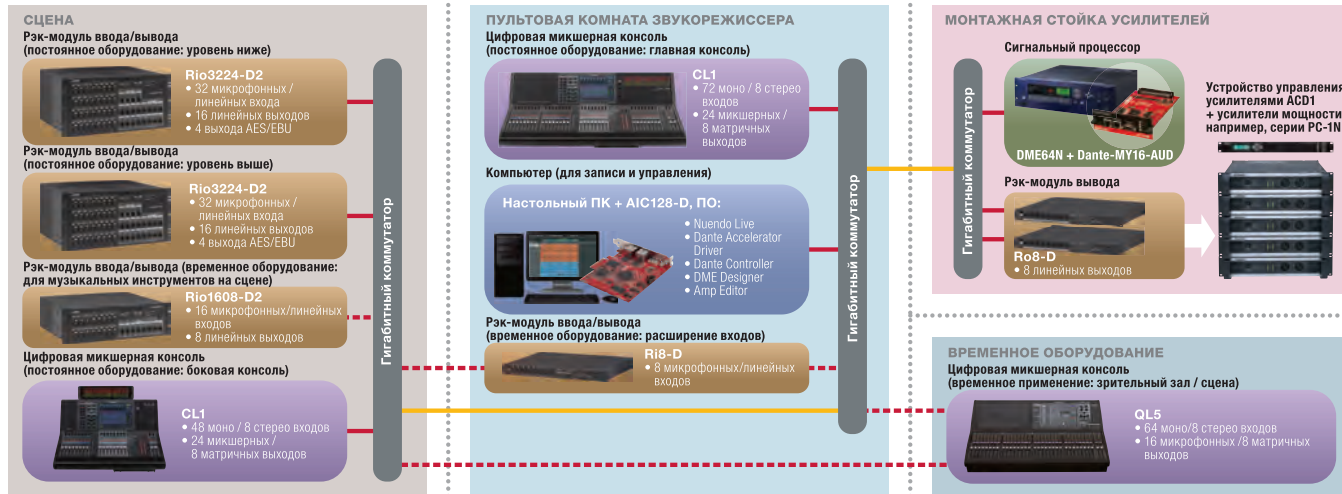 СЦЕНА
Рэк-модуль ввода/вывода
(постоянное оборудование: уровень ниже)
Rio3224-D2
• 32 микрофонных /
линейных входа
• 16 линейных выходов
• 4 выхода AES/EBU
Рэк-модуль ввода/вывода
(постоянное оборудование: уровень выше)
Rio3224-D2
• 32 микрофонных /
линейных входа
• 16 линейных выходов
• 4 выхода AES/EBU
Рэк-модуль ввода/вывода (временное оборудование:
для музыкальных инструментов на сцене)
Rio1608-D2
• 16 микрофонных/линейных
входов
• 8 линейных выходов
Цифровая микшерная консоль
(постоянное оборудование: боковая консоль)
CL1
• 48 моно / 8 стерео входов
• 24 микшерных /
8 матричных выходов
Гигабитный коммутатор
ПУЛЬТОВАЯ КОМНАТА ЗВУКОРЕЖИССЕРА
Цифровая микшерная консоль
(постоянное оборудование: главная консоль)
CL1
• 72 моно / 8 стерео
входов
• 24 микшерных /
8 матричных
выходов
Компьютер (для записи и управления)
Настольный ПК + AIC128-D, ПО:
• Nuendo Live
• Dante Accelerator
Driver
• Dante Controller
• DME Designer
• Amp Editor
Рэк-модуль ввода/вывода
(временное оборудование: расширение входов)
Ri8-D
• 8 микрофонных/линейных
входов
Гигабитный коммутатор
МОНТАЖНАЯ СТОЙКА УСИЛИТЕЛЕЙ
Гигабитный коммутатор
Сигнальный процессор
DME64N + Dante-MY16-AUD
Рэк-модуль вывода
Ro8-D
• 8 линейных выходов
Устройство управления
усилителями ACD1
+ усилители мощности
например, серии PC-1N
ВРЕМЕННОЕ ОБОРУДОВАНИЕ
Цифровая микшерная консоль
(временное применение: зрительный зал / сцена)
QL5
• 64 моно/8 стерео входов
• 16 микрофонных /8 матричных
выходов